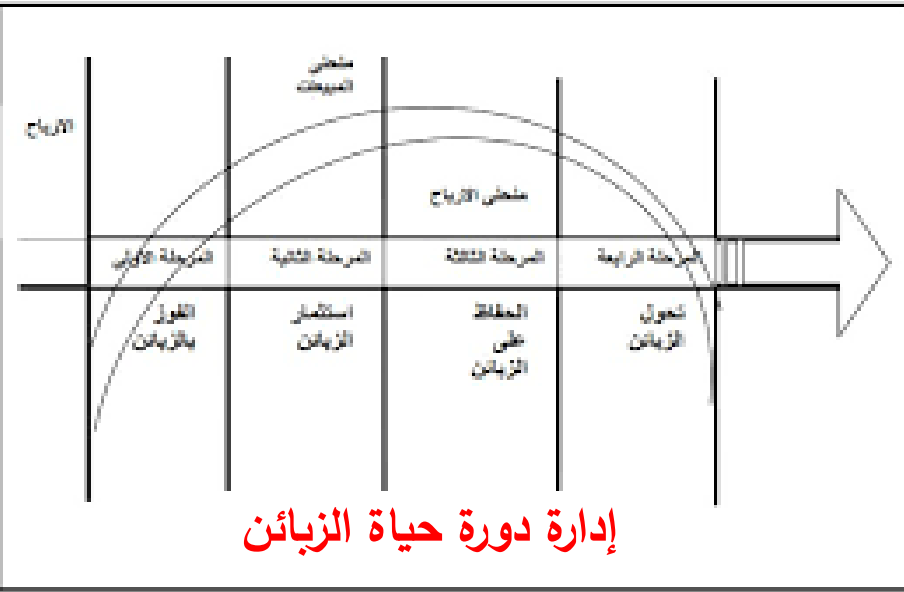 منحنى
المبيعات
الأرباح
منحنى الأرباح
المرحلة الأولى
المرحلة الثانية
المرحلة الثالثة
المرحلة الرابعة
الفوز
بالزبائن
استثمار
الزبائن
الحفاظ
على
الزبائن
تحول
الزبائن
إدارة دورة حياة الزبائن